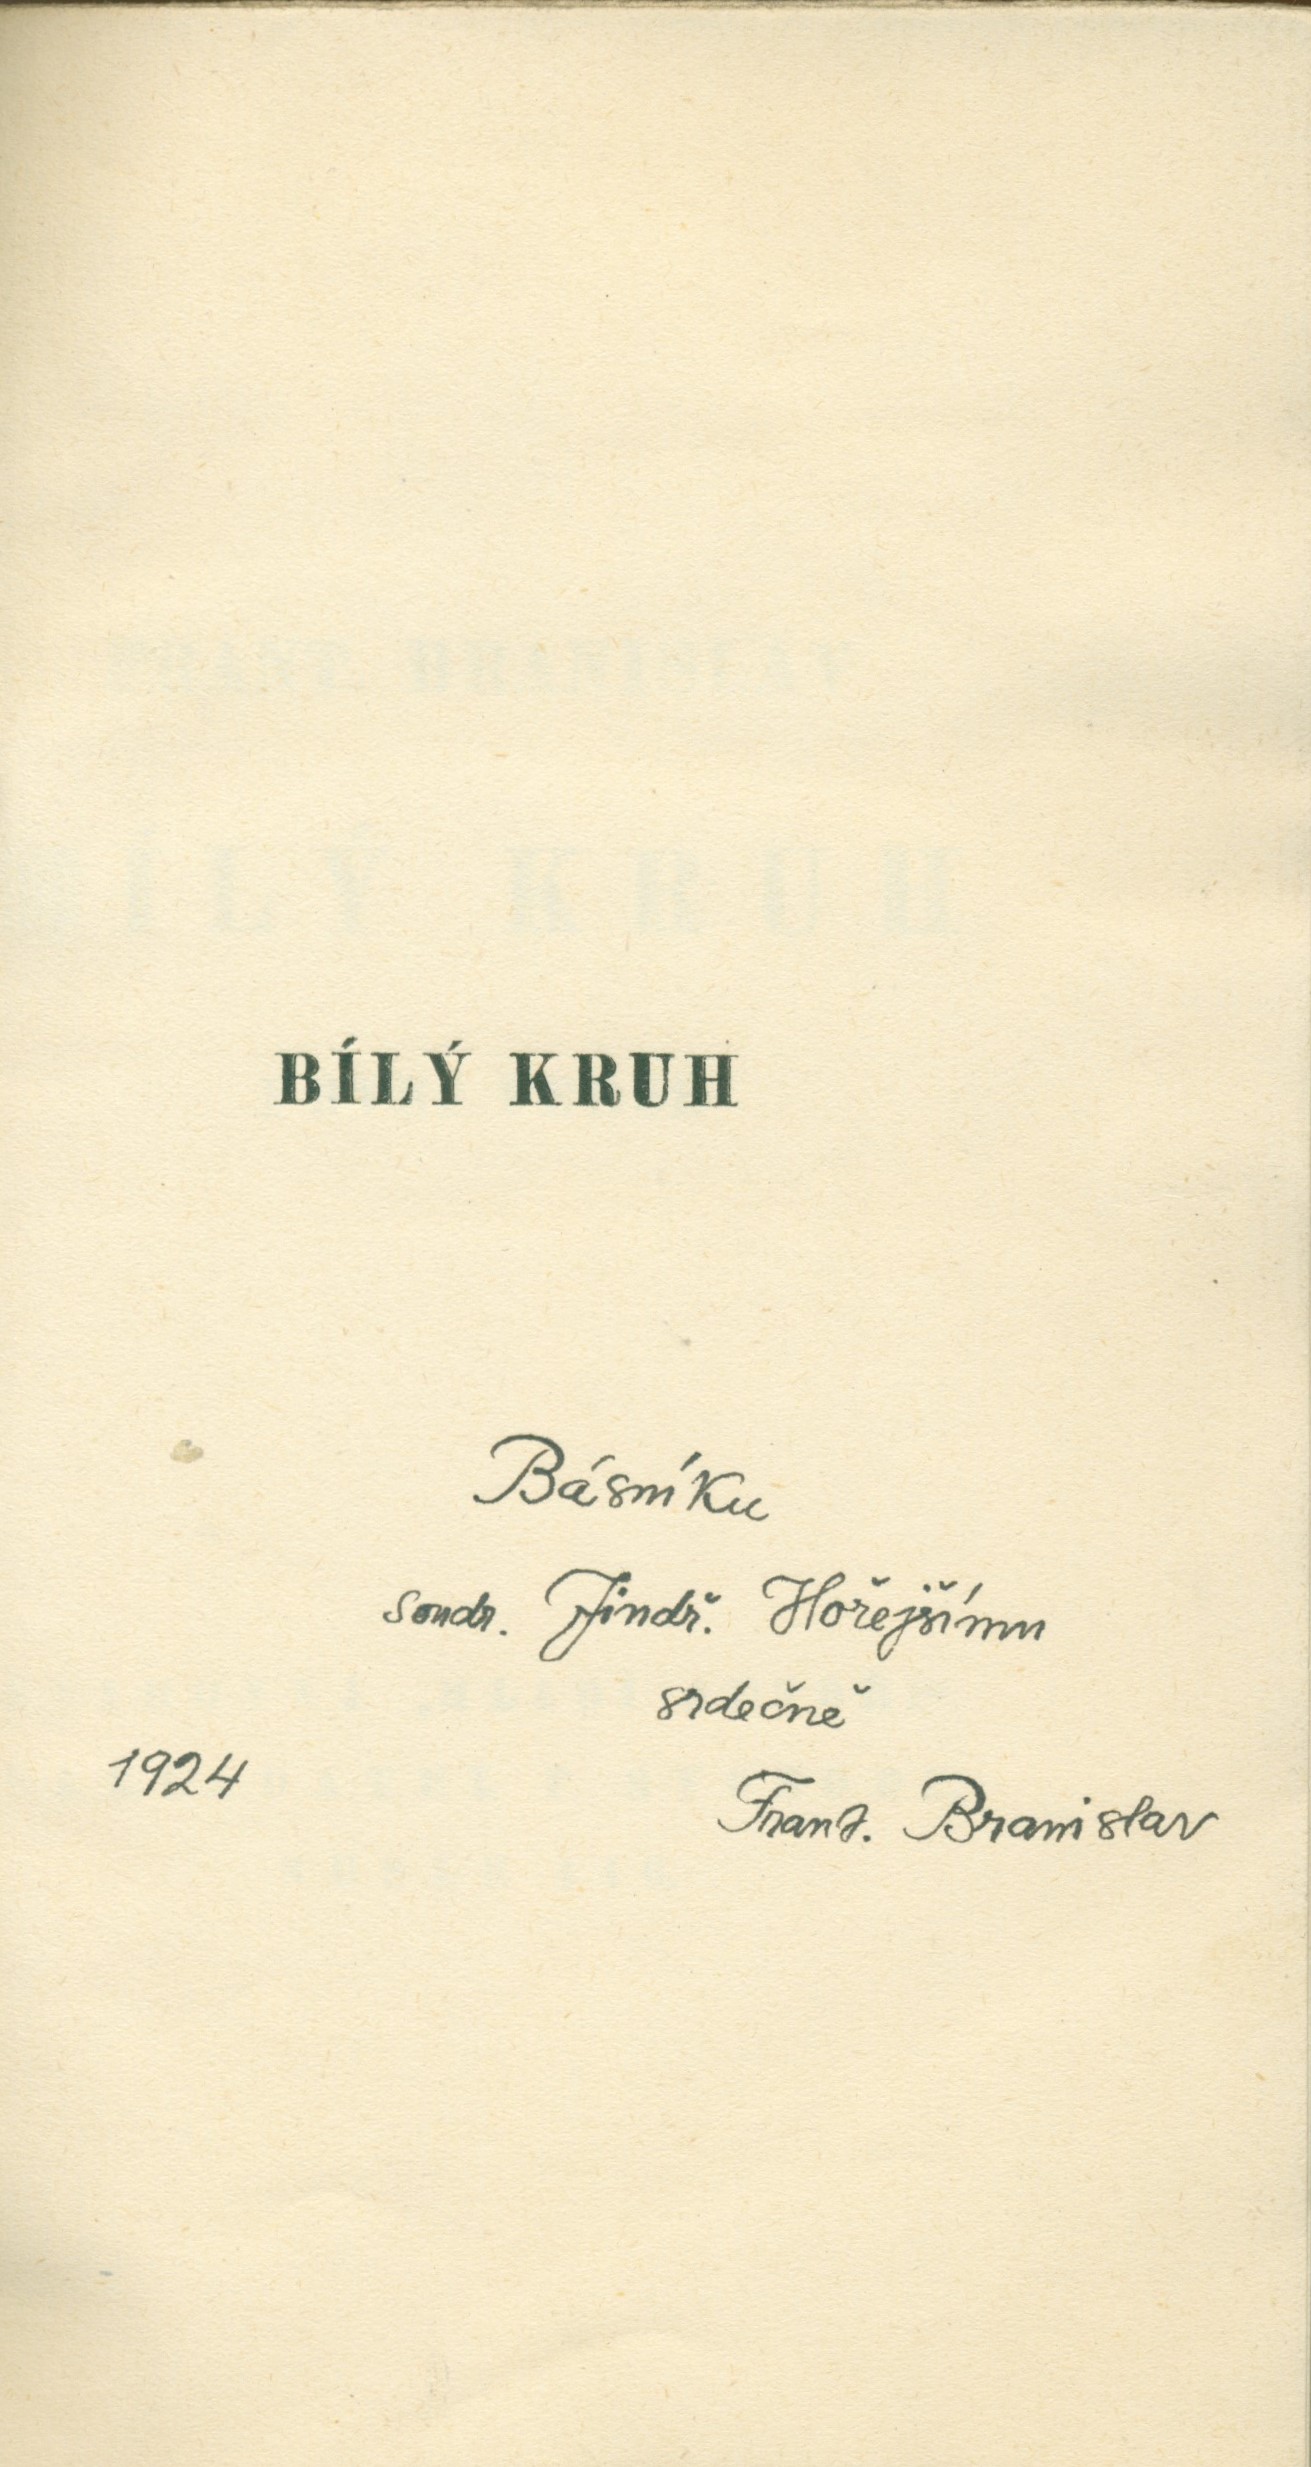 BÍLÝ KRUH
Básníku
soudr. Jindř. Hořejšímu
srdečně
1924
Frant. Branislav